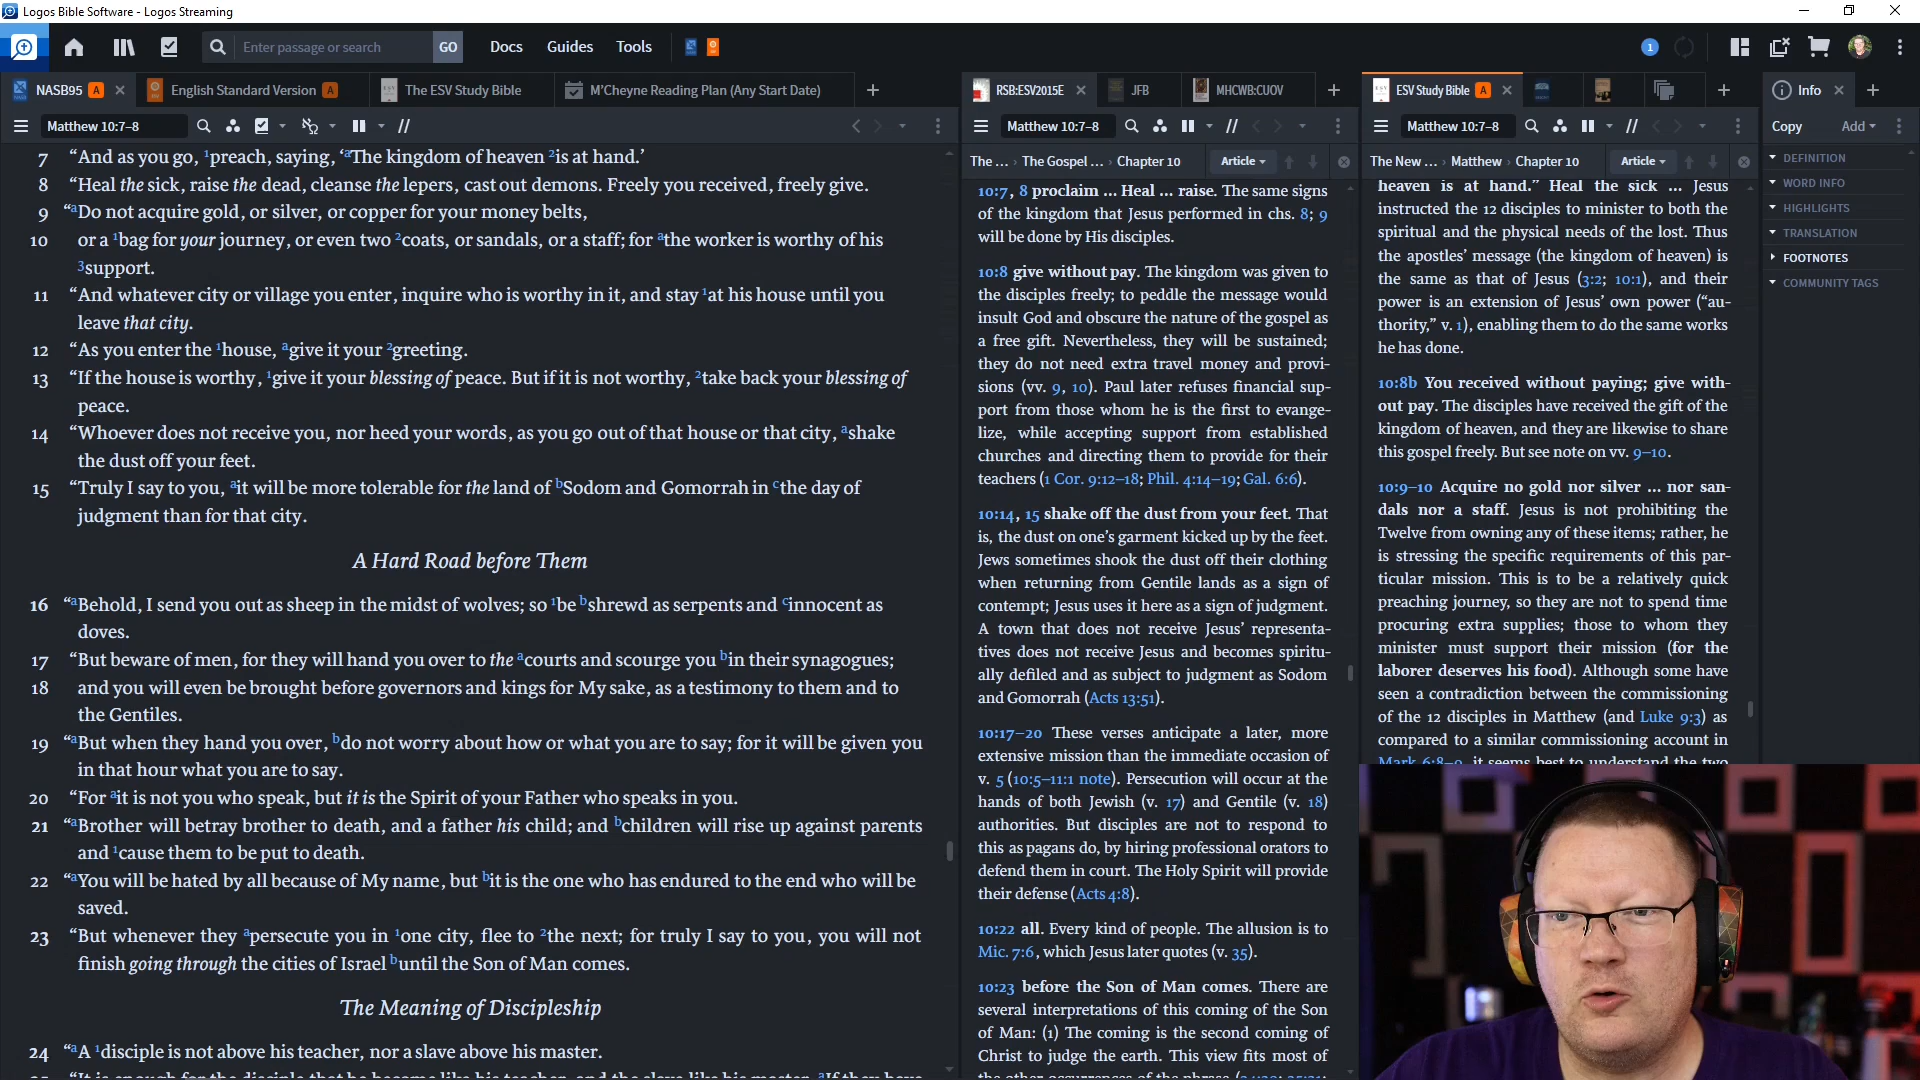 Logos Bible Software - Logos Streaming
Enter passage or search GO Docs Guides Tools 1
NASB95 A English Standard Version A The ESV Study Bible M'Cheyne Reading Plan (Any Start Date)
Matthew 10:7–8
7 “And as you go, 1preach, saying, ‘aThe kingdom of heaven 2is at hand.’
8 “Heal the sick, raise the dead, cleanse the lepers, cast out demons. Freely you received, freely give.
9 “aDo not acquire gold, or silver, or copper for your money belts,
10 or a 1bag for your journey, or even two 2coats, or sandals, or a staff; for athe worker is worthy of his
3support.
11 “And whatever city or village you enter, inquire who is worthy in it, and stay 1at his house until you
leave that city.
12 “As you enter the 1house, agive it your 2greeting.
13 “If the house is worthy, 1give it your blessing of peace. But if it is not worthy, 2take back your blessing of
peace.
14 “Whoever does not receive you, nor heed your words, as you go out of that house or that city, ashake
the dust off your feet.
15 “Truly I say to you, ait will be more tolerable for the land of bSodom and Gomorrah in cthe day of
judgment than for that city.
A Hard Road before Them
16 “aBehold, I send you out as sheep in the midst of wolves; so 1be bshrewd as serpents and cinnocent as
doves.
17 “But beware of men, for they will hand you over to the acourts and scourge you bin their synagogues;
18 and you will even be brought before governors and kings for My sake, as a testimony to them and to
the Gentiles.
19 “aBut when they hand you over, bdo not worry about how or what you are to say; for it will be given you
in that hour what you are to say.
20 “For ait is not you who speak, but it is the Spirit of your Father who speaks in you.
21 “aBrother will betray brother to death, and a father his child; and bchildren will rise up against parents
and 1cause them to be put to death.
22 “aYou will be hated by all because of My name, but bit is the one who has endured to the end who will be
saved.
23 “But whenever they apersecute you in 1one city, flee to 2the next; for truly I say to you, you will not
finish going through the cities of Israel buntil the Son of Man comes.
The Meaning of Discipleship
24 “aA 1disciple is not above his teacher, nor a slave above his master.
RSB:ESV2015E JFB MHCWB:CUOV
Matthew 10:7–8
The ... › The Gospel ... › Chapter 10 Article
10:7, 8 proclaim ... Heal ... raise. The same signs
of the kingdom that Jesus performed in chs. 8; 9
will be done by His disciples.
10:8 give without pay. The kingdom was given to
the disciples freely; to peddle the message would
insult God and obscure the nature of the gospel as
a free gift. Nevertheless, they will be sustained;
they do not need extra travel money and provi-
sions (vv. 9, 10). Paul later refuses financial sup-
port from those whom he is the first to evange-
lize, while accepting support from established
churches and directing them to provide for their
teachers (1 Cor. 9:12–18; Phil. 4:14–19; Gal. 6:6).
10:14, 15 shake off the dust from your feet. That
is, the dust on one’s garment kicked up by the feet.
Jews sometimes shook the dust off their clothing
when returning from Gentile lands as a sign of
contempt; Jesus uses it here as a sign of judgment.
A town that does not receive Jesus’ representa-
tives does not receive Jesus and becomes spiritu-
ally defiled and as subject to judgment as Sodom
and Gomorrah (Acts 13:51).
10:17–20 These verses anticipate a later, more
extensive mission than the immediate occasion of
v. 5 (10:5–11:1 note). Persecution will occur at the
hands of both Jewish (v. 17) and Gentile (v. 18)
authorities. But disciples are not to respond to
this as pagans do, by hiring professional orators to
defend them in court. The Holy Spirit will provide
their defense (Acts 4:8).
10:22 all. Every kind of people. The allusion is to
Mic. 7:6, which Jesus later quotes (v. 35).
10:23 before the Son of Man comes. There are
several interpretations of this coming of the Son
of Man: (1) The coming is the second coming of
Christ to judge the earth. This view fits most of
ESV Study Bible A
Matthew 10:7–8
The New ... › Matthew › Chapter 10 Article
heaven is at hand.” Heal the sick ... Jesus
instructed the 12 disciples to minister to both the
spiritual and the physical needs of the lost. Thus
the apostles’ message (the kingdom of heaven) is
the same as that of Jesus (3:2; 10:1), and their
power is an extension of Jesus’ own power (“au-
thority,” v. 1), enabling them to do the same works
he has done.
10:8b You received without paying; give with-
out pay. The disciples have received the gift of the
kingdom of heaven, and they are likewise to share
this gospel freely. But see note on vv. 9–10.
10:9–10 Acquire no gold nor silver ... nor san-
dals nor a staff. Jesus is not prohibiting the
Twelve from owning any of these items; rather, he
is stressing the specific requirements of this par-
ticular mission. This is to be a relatively quick
preaching journey, so they are not to spend time
procuring extra supplies; those to whom they
minister must support their mission (for the
laborer deserves his food). Although some have
seen a contradiction between the commissioning
of the 12 disciples in Matthew (and Luke 9:3) as
compared to a similar commissioning account in
Mark 6:8–9, it seems best to understand the two
Info
Copy Add
DEFINITION
WORD INFO
HIGHLIGHTS
TRANSLATION
FOOTNOTES
COMMUNITY TAGS